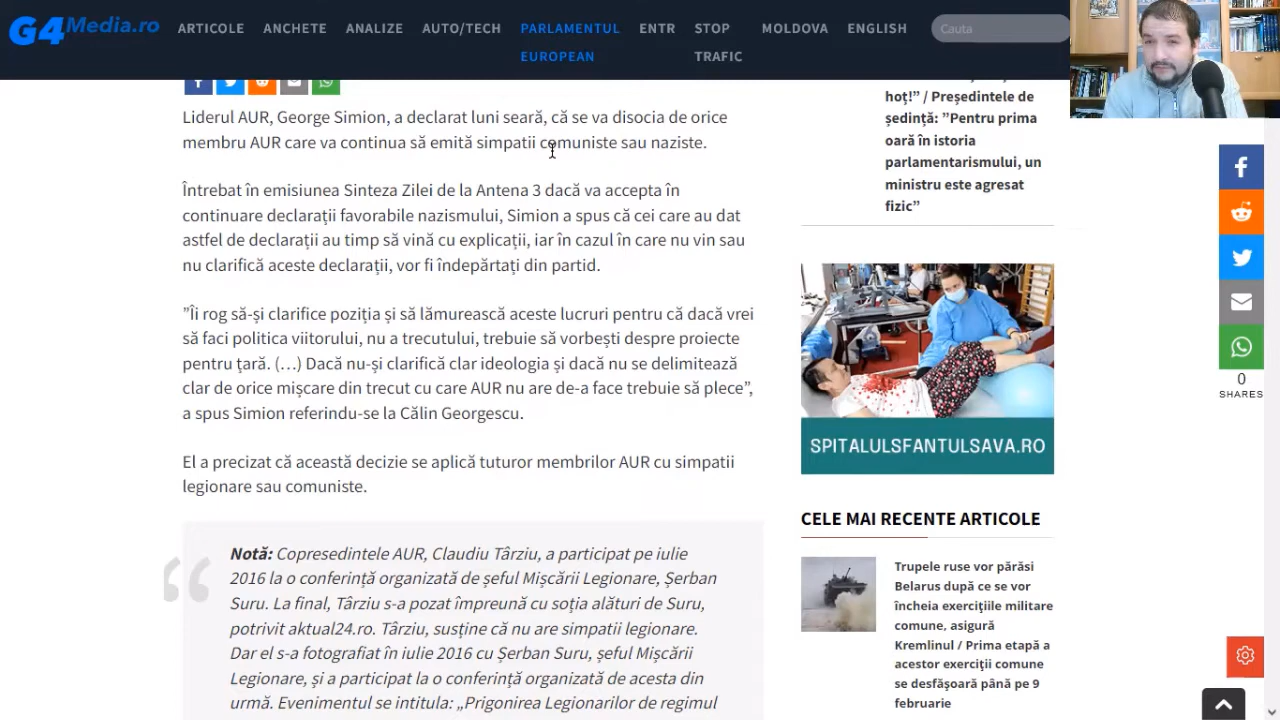 G4Media.ro
ARTICOLE
ANCHETE
ANALIZE
AUTO/TECH
PARLAMENTUL
EUROPEAN
ENTR
STOP
TRAFIC
MOLDOVA
ENGLISH
Cauta
Liderul AUR, George Simion, a declarat luni seară, că se va disocia de orice
membru AUR care va continua să emită simpatii comuniste sau naziste.
Întrebat în emisiunea Sinteza Zilei de la Antena 3 dacă va accepta în
continuare declarații favorabile nazismului, Simion a spus că cei care au dat
astfel de declarații au timp să vină cu explicații, iar în cazul în care nu vin sau
nu clarifică aceste declarații, vor fi îndepărtați din partid.
”Îi rog să-și clarifice poziția și să lămurească aceste lucruri pentru că dacă vrei
să faci politica viitorului, nu a trecutului, trebuie să vorbești despre proiecte
pentru țară. (…) Dacă nu-și clarifică clar ideologia și dacă nu se delimitează
clar de orice mișcare din trecut cu care AUR nu are de-a face trebuie să plece”,
a spus Simion referindu-se la Călin Georgescu.
El a precizat că această decizie se aplică tuturor membrilor AUR cu simpatii
legionare sau comuniste.
Notă: Copresedintele AUR, Claudiu Târziu, a participat pe iulie
2016 la o conferință organizată de șeful Mișcării Legionare, Șerban
Suru. La final, Târziu s-a pozat împreună cu soția alături de Suru,
potrivit aktual24.ro. Târziu, susține că nu are simpatii legionare.
Dar el s-a fotografiat în iulie 2016 cu Șerban Suru, șeful Mișcării
Legionare, și a participat la o conferință organizată de acesta din
urmă. Evenimentul se intitula: „Prigonirea Legionarilor de regimul
hoț!” / Președintele de
ședință: ”Pentru prima
oară în istoria
parlamentarismului, un
ministru este agresat
fizic”
SPITALULSFANTULSAVA.RO
CELE MAI RECENTE ARTICOLE
Trupele ruse vor părăsi
Belarus după ce se vor
încheia exercițiile militare
comune, asigură
Kremlinul / Prima etapă a
acestor exerciții comune
se desfășoară până pe 9
februarie
0
SHARES